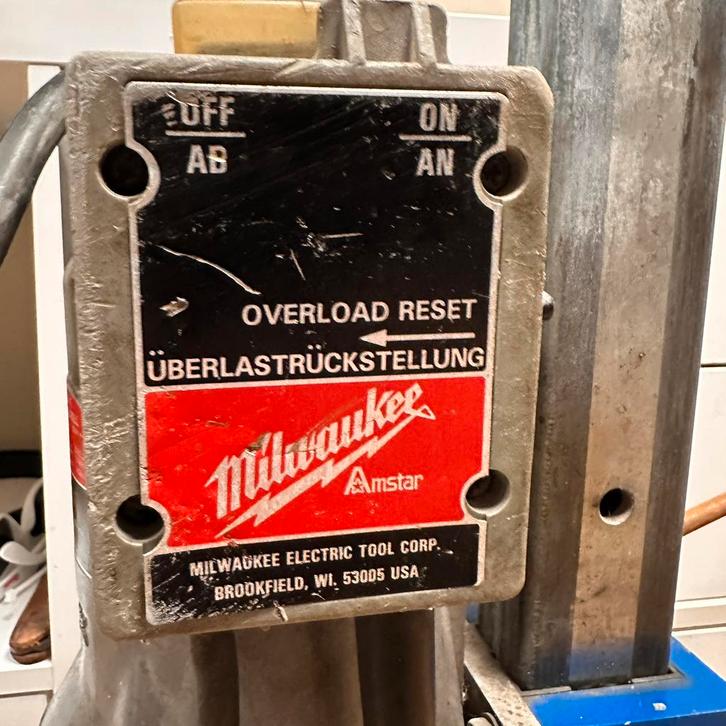 OFF ON
AB AN
OVERLOAD RESET
ÜBERLASTRÜCKSTELLUNG
Milwaukee
Amstar
MILWAUKEE ELECTRIC TOOL CORP.
BROOKFIELD, WI. 53005 USA